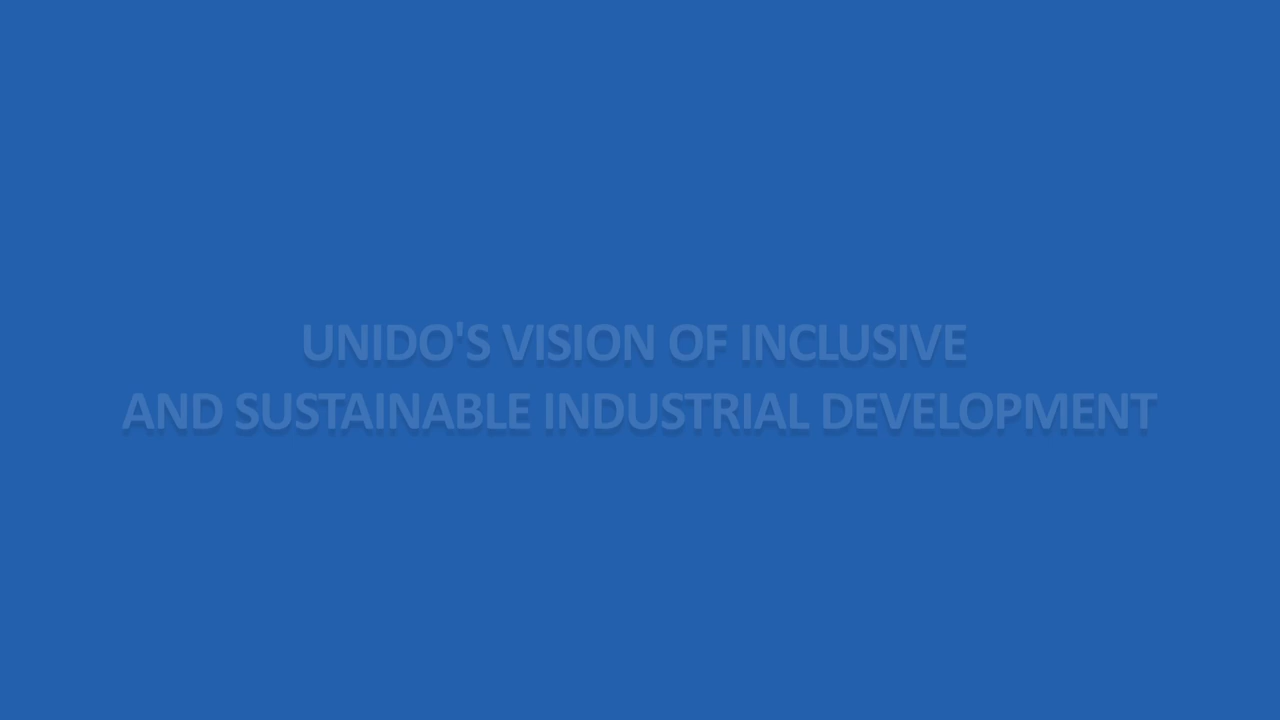 UNIDO'S VISION OF INCLUSIVE
AND SUSTAINABLE INDUSTRIAL DEVELOPMENT